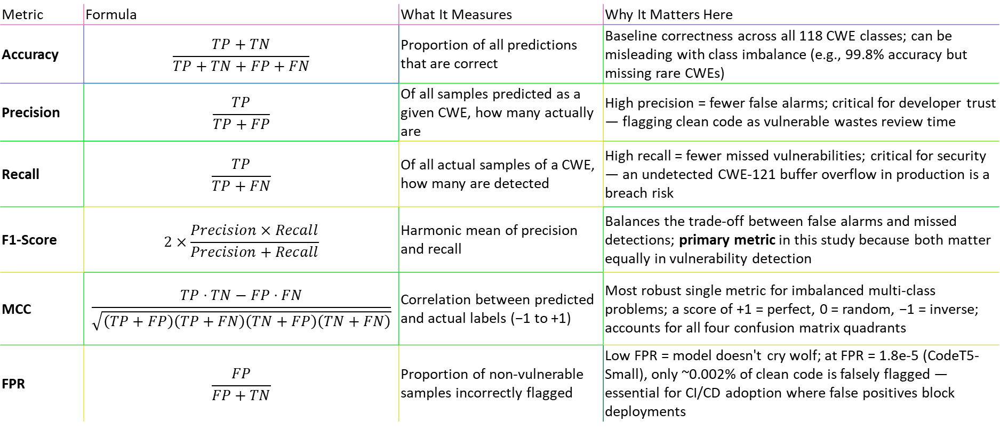 Metric Formula What It Measures Why It Matters Here
Accuracy
TP + TN
TP + TN + FP + FN
Proportion of all predictions
that are correct
Baseline correctness across all 118 CWE classes; can be
misleading with class imbalance (e.g., 99.8% accuracy but
missing rare CWEs)
Precision
TP
TP + FP
Of all samples predicted as a
given CWE, how many actually
are
High precision = fewer false alarms; critical for developer trust
— flagging clean code as vulnerable wastes review time
Recall
TP
TP + FN
Of all actual samples of a CWE,
how many are detected
High recall = fewer missed vulnerabilities; critical for security
— an undetected CWE-121 buffer overflow in production is a
breach risk
F1-Score
2 × Precision × Recall
Precision + Recall
Harmonic mean of precision
and recall
Balances the trade-off between false alarms and missed
detections; primary metric in this study because both matter
equally in vulnerability detection
MCC
TP · TN − FP · FN
√(TP + FP)(TP + FN)(TN + FP)(TN + FN)
Correlation between predicted
and actual labels (−1 to +1)
Most robust single metric for imbalanced multi-class
problems; a score of +1 = perfect, 0 = random, −1 = inverse;
accounts for all four confusion matrix quadrants
FPR
FP
FP + TN
Proportion of non-vulnerable
samples incorrectly flagged
Low FPR = model doesn't cry wolf; at FPR = 1.8e-5 (CodeT5-
Small), only ~0.002% of clean code is falsely flagged —
essential for CI/CD adoption where false positives block
deployments